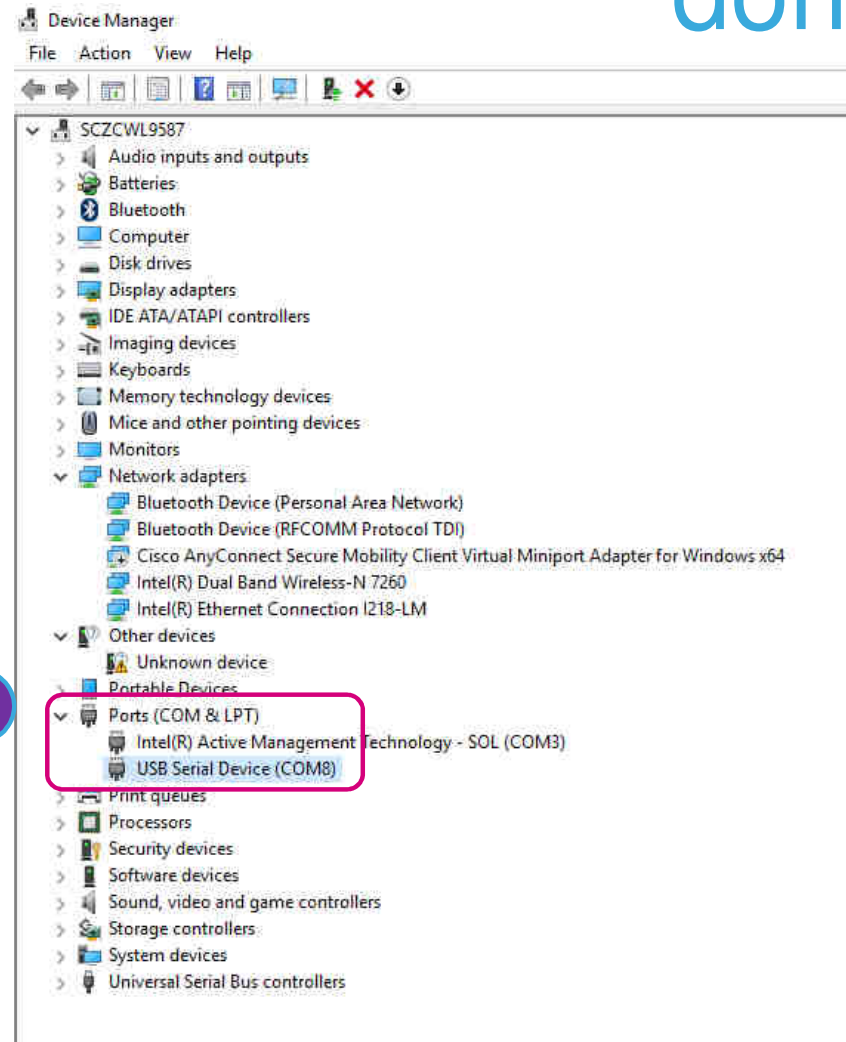 don
Device Manager
File Action View Help
SCZCWL9587
Audio inputs and outputs
Batteries
Bluetooth
Computer
Disk drives
Display adapters
IDE ATA/ATAPI controllers
Imaging devices
Keyboards
Memory technology devices
Mice and other pointing devices
Monitors
Network adapters
Bluetooth Device (Personal Area Network)
Bluetooth Device (RFCOMM Protocol TDI)
Cisco AnyConnect Secure Mobility Client Virtual Miniport Adapter for Windows x64
Intel(R) Dual Band Wireless-N 7260
Intel(R) Ethernet Connection I218-LM
Other devices
Unknown device
Portable Devices
Ports (COM & LPT)
Intel(R) Active Management Technology - SOL (COM3)
USB Serial Device (COM8)
Print queues
Processors
Security devices
Software devices
Sound, video and game controllers
Storage controllers
System devices
Universal Serial Bus controllers